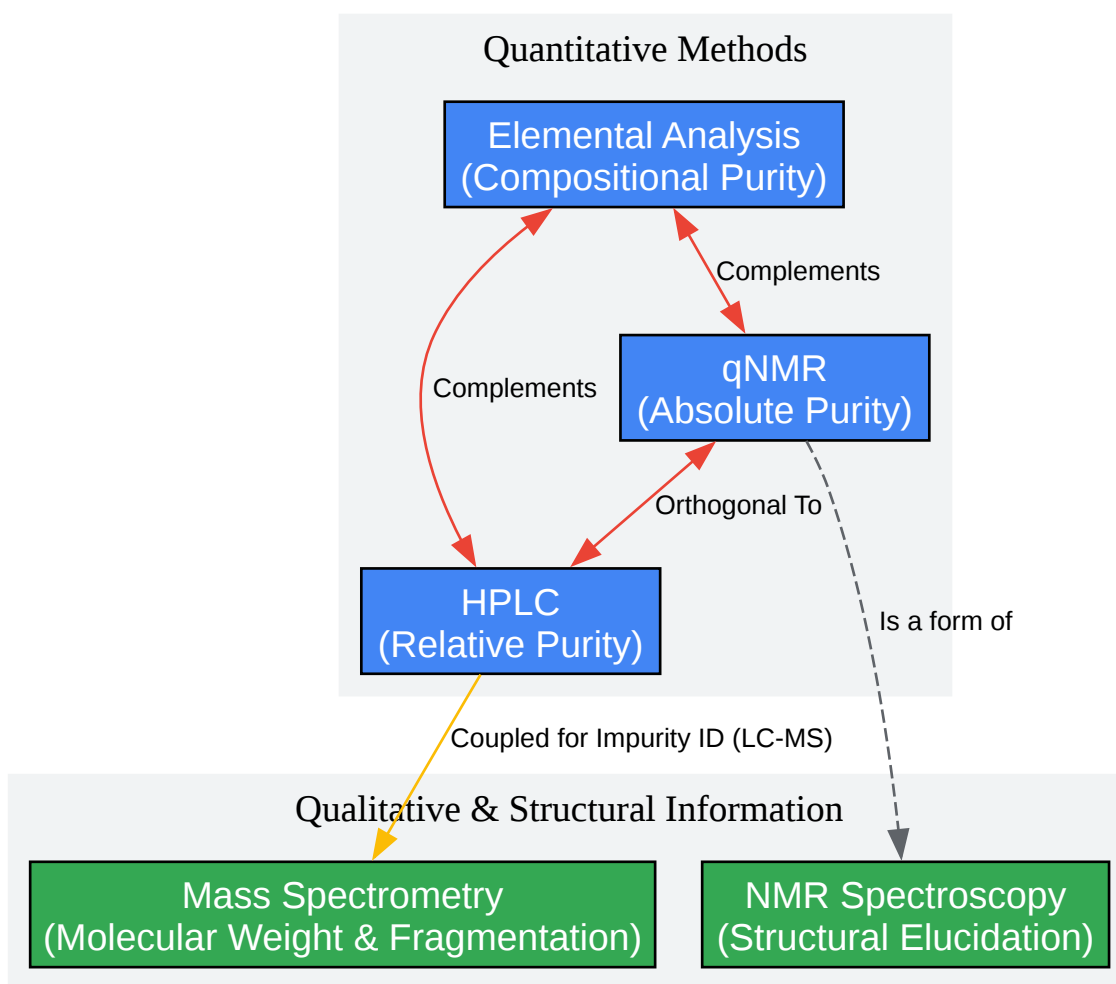 Quantitative Methods
Elemental Analysis
(Compositional Purity)
Complements
qNMR
(Absolute Purity)
Complements
Orthogonal To
HPLC
(Relative Purity)
Is a form of
Coupled for Impurity ID (LC-MS)
Qualitative & Structural Information
Mass Spectrometry
(Molecular Weight & Fragmentation)
NMR Spectroscopy
(Structural Elucidation)